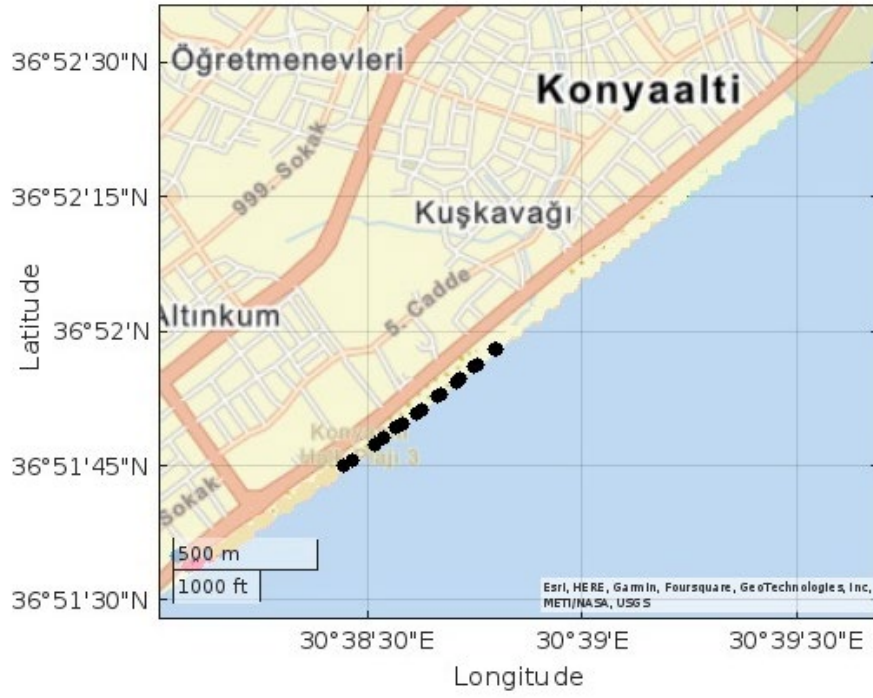 36°52'30"N
Öğretmenevleri
Konyaalti
999. Sokak
36°52'15"N
Kuşkavağı
5. Cadde
Altınkum
36°52'N
Latitude
36°51'45"N
Plajı 3
Sokak
500 m
1000 ft
36°51'30"N
Esri, HERE, Garmin, Foursquare, GeoTechnologies, Inc,
METI/NASA, USGS
30°38'30"E
30°39'E
30°39'30"E
Longitude